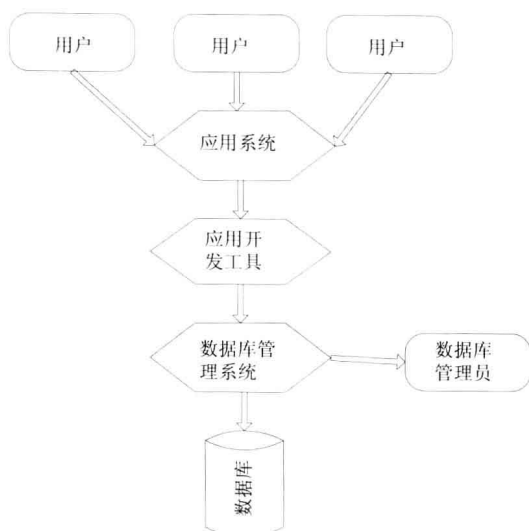 用户
用户
用户
应用系统
应用开
发工具
数据库管
理系统
数据库
管理员
数据库